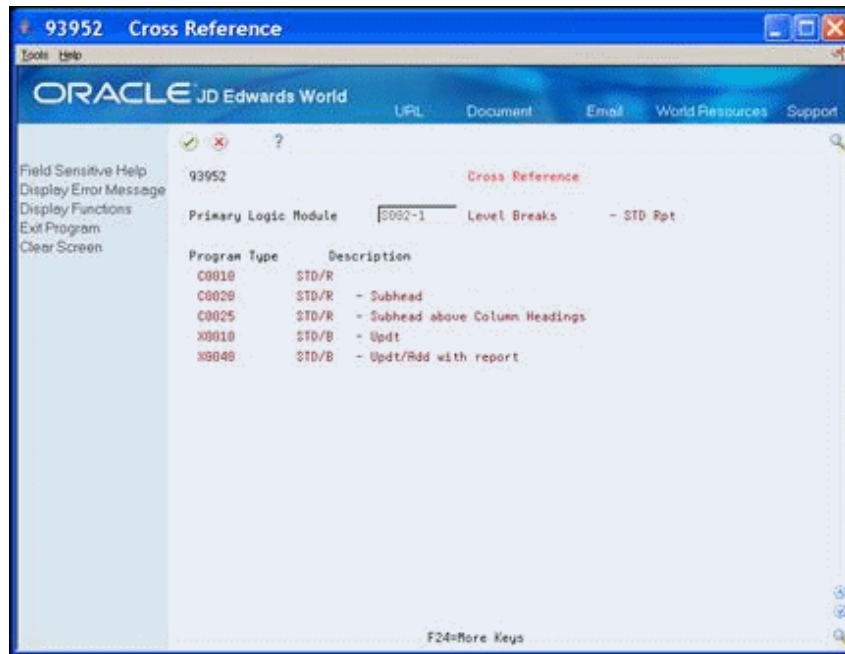 93952 Cross Reference
Tools Help
ORACLE JD Edwards World
URL Document Email World Resources Support
?
Field Sensitive Help
Display Error Message
Display Functions
Exit Program
Clear Screen
93952 Cross Reference
Primary Logic Module S092-1 Level Breaks - STD Rpt
Program Type Description
C0010 STD/R
C0020 STD/R - Subhead
C0025 STD/R - Subhead above Column Headings
X0010 STD/B - Updt
X0040 STD/B - Updt/Add with report
F24=More Keys